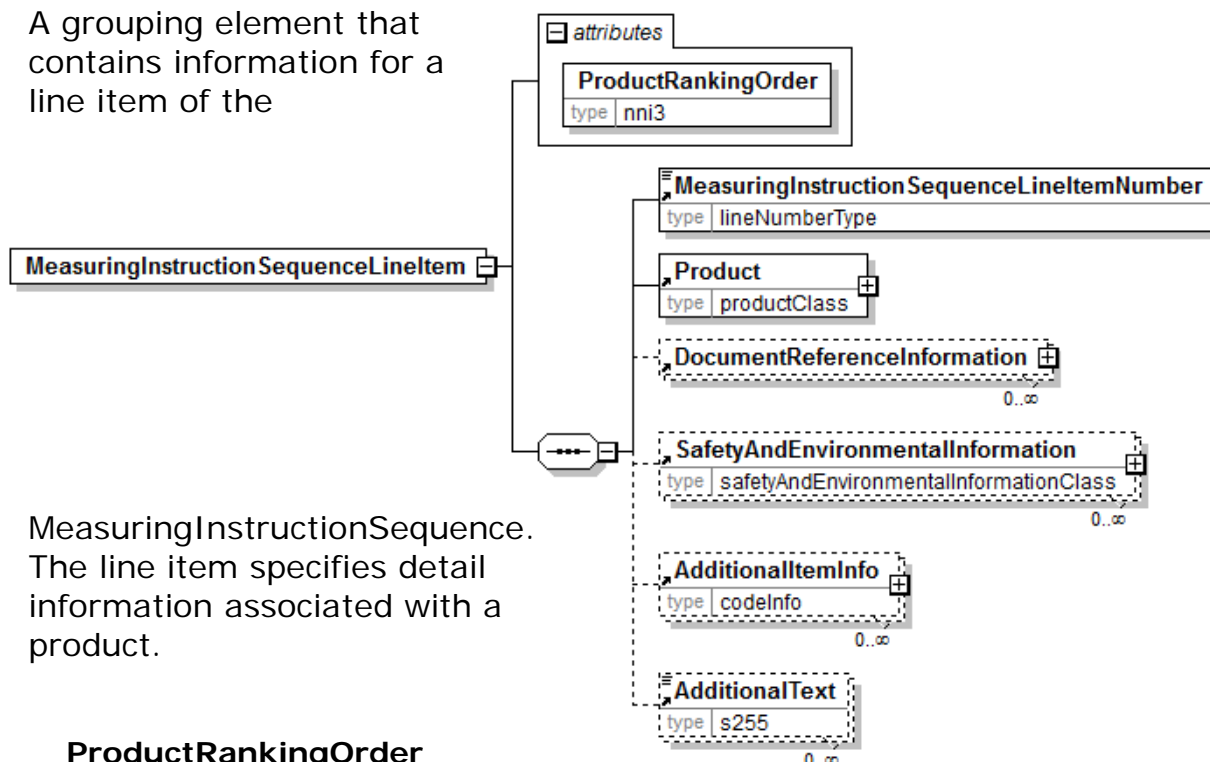 A grouping element that
contains information for a
line item of the
attributes
ProductRankingOrder
type nni3
MeasuringInstructionSequenceLineItemNumber
type lineNumberType
MeasuringInstructionSequenceLineItem
Product
type productClass
DocumentReferenceInformation
0..∞
SafetyAndEnvironmentalInformation
type safetyAndEnvironmentalInformationClass
0..∞
MeasuringInstructionSequence.
The line item specifies detail
information associated with a
product.
AdditionalItemInfo
type codeInfo
0..∞
AdditionalText
type s255
0..∞
ProductRankingOrder